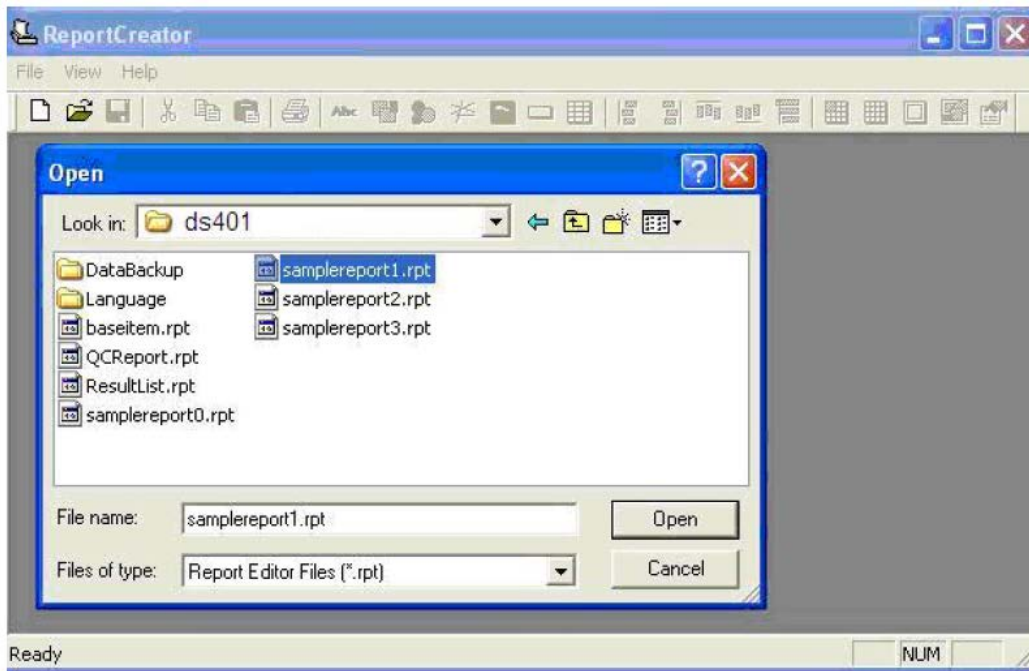 ReportCreator
File View Help
Abc
Open
Look in: ds401
DataBackup
Language
baseitem.rpt
QCReport.rpt
ResultList.rpt
samplereport0.rpt
samplereport1.rpt
samplereport2.rpt
samplereport3.rpt
File name: samplereport1.rpt Open
Files of type: Report Editor Files (*.rpt) Cancel
Ready NUM